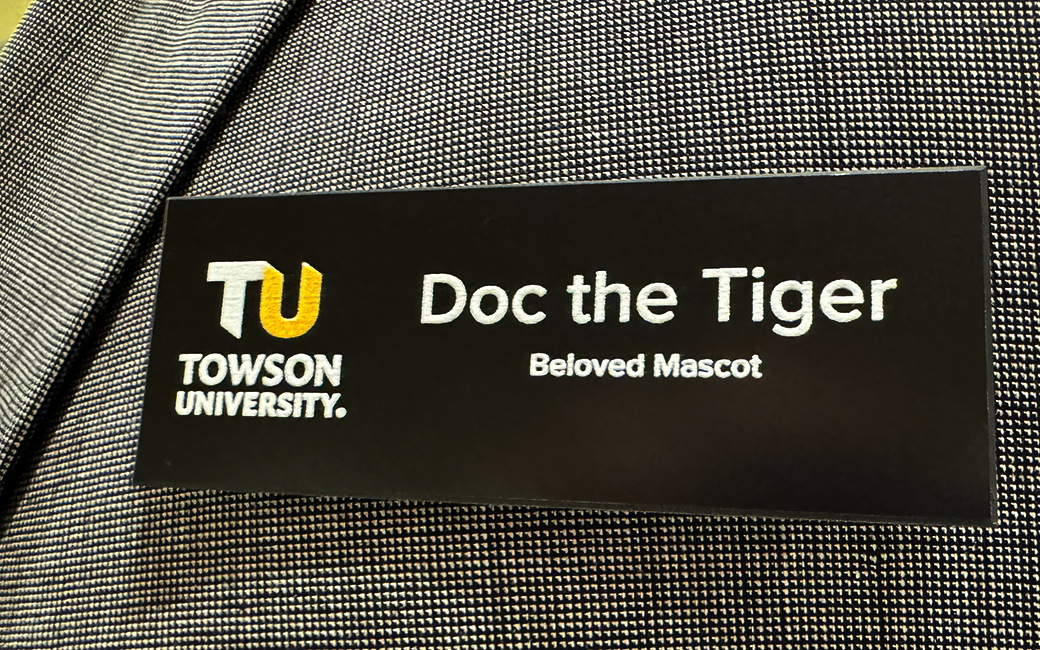 TU
TOWSON
UNIVERSITY.
Doc the Tiger
Beloved Mascot